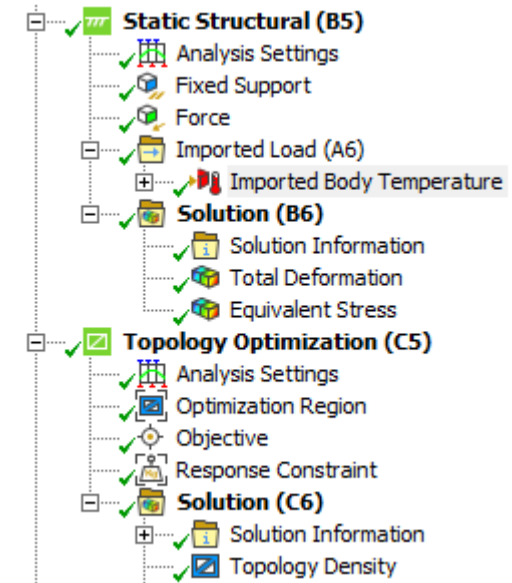 Static Structural (B5)
Analysis Settings
Fixed Support
Force
Imported Load (A6)
Imported Body Temperature
Solution (B6)
Solution Information
Total Deformation
Equivalent Stress
Topology Optimization (C5)
Analysis Settings
Optimization Region
Objective
Response Constraint
Solution (C6)
Solution Information
Topology Density